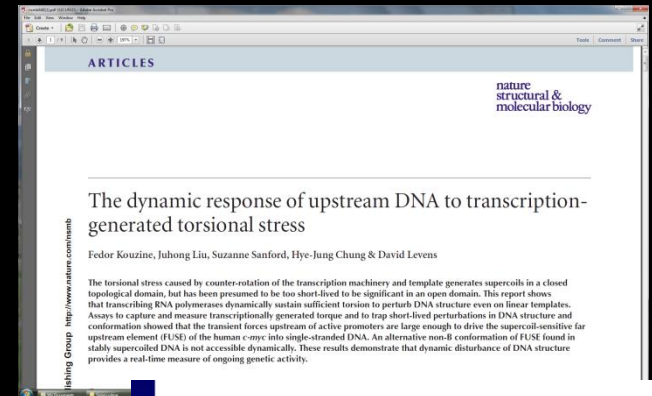 File Edit View Window Help
Create
1
Tools Comment Share
ARTICLES
nature
structural &
molecular biology
The dynamic response of upstream DNA to transcription-
generated torsional stress
Fedor Kouzine, Juhong Liu, Suzanne Sanford, Hye-Jung Chung & David Levens
The torsional stress caused by counter-rotation of the transcription machinery and template generates supercoils in a closed
topological domain, but has been presumed to be too short-lived to be significant in an open domain. This report shows
that transcribing RNA polymerases dynamically sustain sufficient torsion to perturb DNA structure even on linear templates.
Assays to capture and measure transcriptionally generated torque and to trap short-lived perturbations in DNA structure and
conformation showed that the transient forces upstream of active promoters are large enough to drive the supercoil-sensitive far
upstream element (FUSE) of the human c-myc into single-stranded DNA. An alternative non-B conformation of FUSE found in
stably supercoiled DNA is not accessible dynamically. These results demonstrate that dynamic disturbance of DNA structure
provides a real-time measure of ongoing genetic activity.
lishing Group http://www.nature.com/nsmb